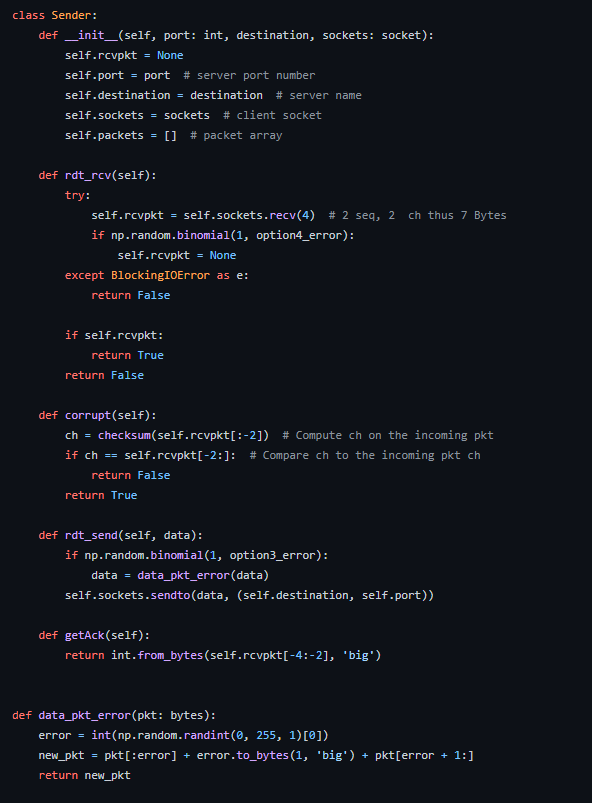 class Sender:
    def __init__(self, port: int, destination, sockets: socket):
        self.rcvpkt = None
        self.port = port  # server port number
        self.destination = destination  # server name
        self.sockets = sockets  # client socket
        self.packets = []  # packet array

    def rdt_rcv(self):
        try:
            self.rcvpkt = self.sockets.recv(4)  # 2 seq, 2  ch thus 7 Bytes
            if np.random.binomial(1, option4_error):
                self.rcvpkt = None
        except BlockingIOError as e:
            return False

        if self.rcvpkt:
            return True
        return False

    def corrupt(self):
        ch = checksum(self.rcvpkt[:-2])  # Compute ch on the incoming pkt
        if ch == self.rcvpkt[-2:]:  # Compare ch to the incoming pkt ch
            return False
        return True

    def rdt_send(self, data):
        if np.random.binomial(1, option3_error):
            data = data_pkt_error(data)
        self.sockets.sendto(data, (self.destination, self.port))

    def getAck(self):
        return int.from_bytes(self.rcvpkt[-4:-2], 'big')


def data_pkt_error(pkt: bytes):
    error = int(np.random.randint(0, 255, 1)[0])
    new_pkt = pkt[:error] + error.to_bytes(1, 'big') + pkt[error + 1:]
    return new_pkt